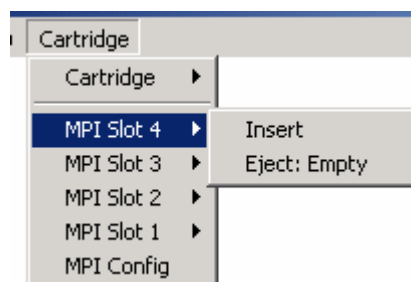 Cartridge
Cartridge
MPI Slot 4
Insert
MPI Slot 3
Eject: Empty
MPI Slot 2
MPI Slot 1
MPI Config